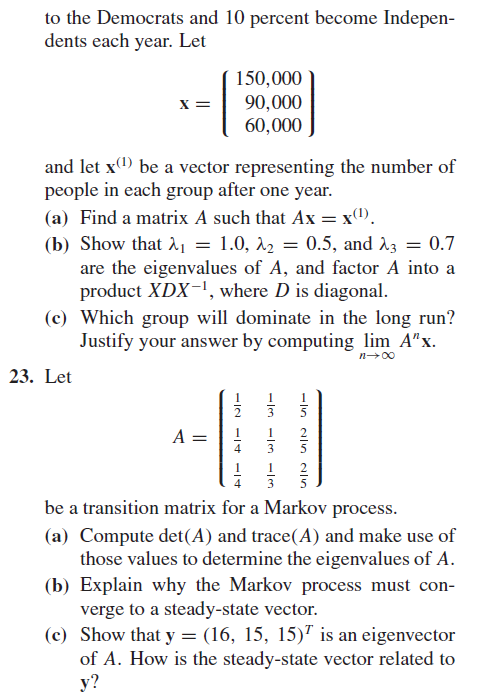 to the Democrats and 10 percent become Indepen-
dents each year. Let
x = ( 150,000
90,000
60,000 )
and let x^(1) be a vector representing the number of
people in each group after one year.
(a) Find a matrix A such that Ax = x^(1).
(b) Show that λ₁ = 1.0, λ₂ = 0.5, and λ₃ = 0.7
are the eigenvalues of A, and factor A into a
product XDX⁻¹, where D is diagonal.
(c) Which group will dominate in the long run?
Justify your answer by computing lim_{n→∞} Aⁿx.
23. Let
A = ( 1/2 1/3 1/5
1/4 1/3 2/5
1/4 1/3 2/5 )
be a transition matrix for a Markov process.
(a) Compute det(A) and trace(A) and make use of
those values to determine the eigenvalues of A.
(b) Explain why the Markov process must con-
verge to a steady-state vector.
(c) Show that y = (16, 15, 15)ᵀ is an eigenvector
of A. How is the steady-state vector related to
y?